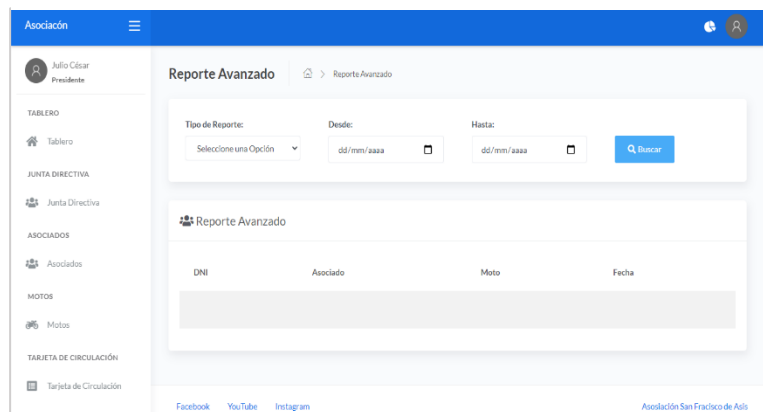 Asociacón
Julio César
Presidente
TABLERO
Tablero
JUNTA DIRECTIVA
Junta Directiva
ASOCIADOS
Asociados
MOTOS
Motos
TARJETA DE CIRCULACIÓN
Tarjeta de Circulación
Reporte Avanzado > Reporte Avanzado
Tipo de Reporte: Desde: Hasta:
Seleccione una Opción dd/mm/aaaa dd/mm/aaaa Buscar
Reporte Avanzado
DNI Asociado Moto Fecha
Facebook YouTube Instagram Asosiación San Fracisco de Asis